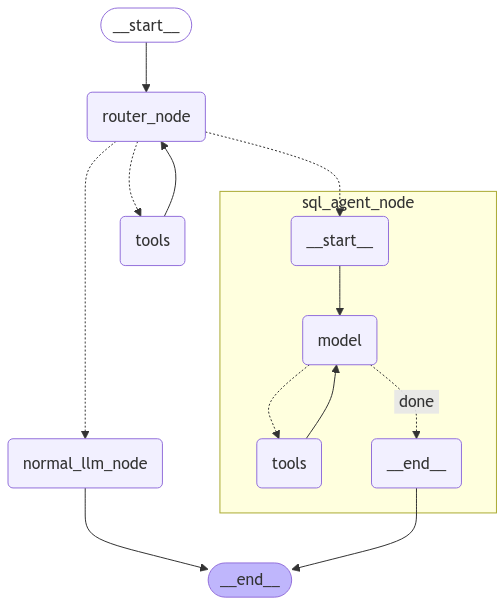 __start__
router_node
sql_agent_node
tools
__start__
model
done
normal_llm_node
tools
__end__
__end__